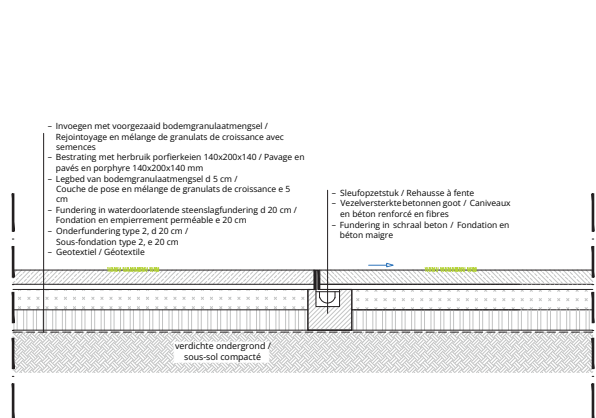 – Invoegen met voorgezaaid bodemgranulaatmengsel /
Rejointoyage en mélange de granulats de croissance avec
semences
– Bestrating met herbruik porfierkeien 140x200x140 / Pavage en
pavés en porphyre 140x200x140 mm
– Legbed van bodemgranulaatmengsel d 5 cm /
Couche de pose en mélange de granulats de croissance e 5
cm
– Fundering in waterdoorlatende steenslagfundering d 20 cm /
Fondation en empierrement perméable e 20 cm
– Onderfundering type 2, d 20 cm /
Sous-fondation type 2, e 20 cm
– Geotextiel / Géotextile
– Sleufopzetstuk / Rehausse à fente
– Vezelversterkte betonnen goot / Caniveaux
en béton renforcé en fibres
– Fundering in schraal beton / Fondation en
béton maigre
verdichte ondergrond /
sous-sol compacté